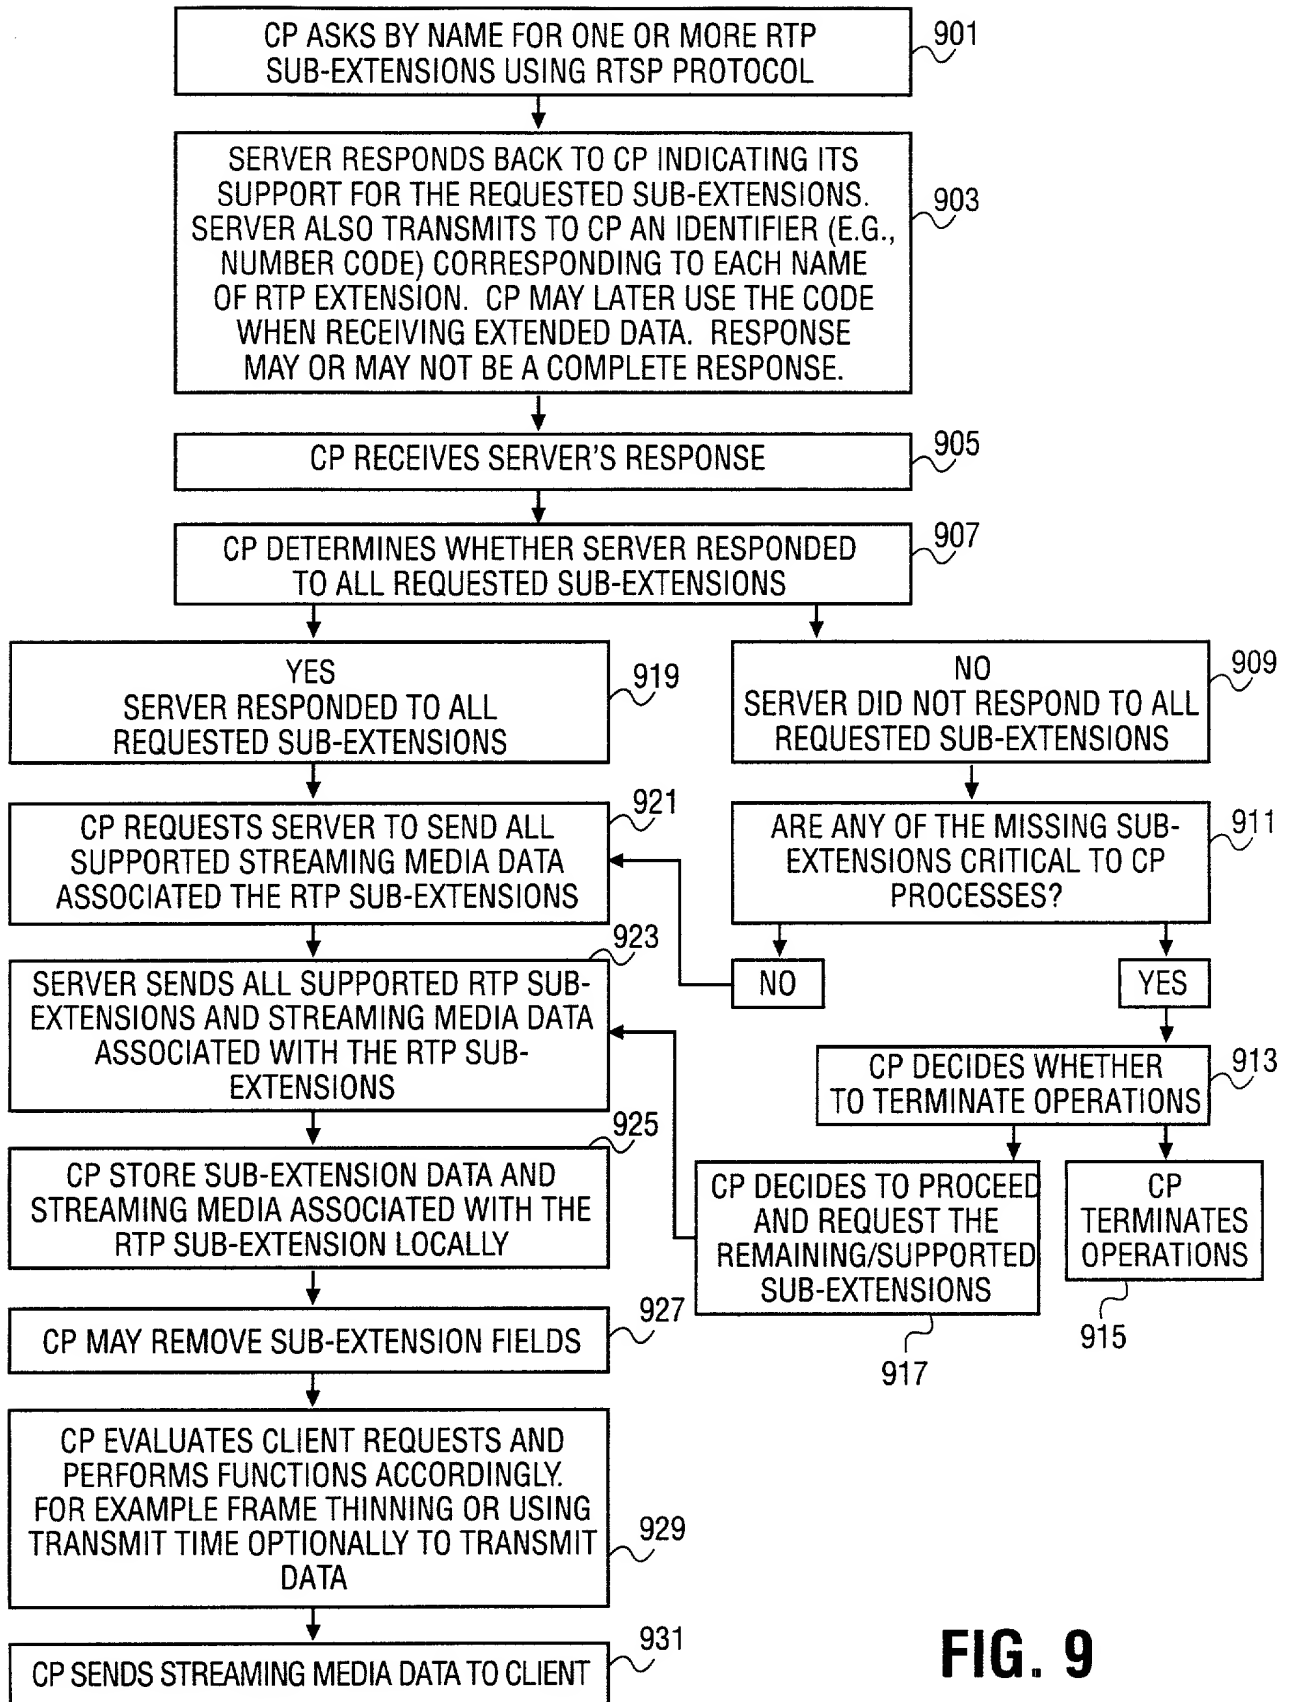 CP ASKS BY NAME FOR ONE OR MORE RTP
SUB-EXTENSIONS USING RTSP PROTOCOL
901
SERVER RESPONDS BACK TO CP INDICATING ITS
SUPPORT FOR THE REQUESTED SUB-EXTENSIONS.
SERVER ALSO TRANSMITS TO CP AN IDENTIFIER (E.G.,
NUMBER CODE) CORRESPONDING TO EACH NAME
OF RTP EXTENSION. CP MAY LATER USE THE CODE
WHEN RECEIVING EXTENDED DATA. RESPONSE
MAY OR MAY NOT BE A COMPLETE RESPONSE.
903
CP RECEIVES SERVER'S RESPONSE
905
CP DETERMINES WHETHER SERVER RESPONDED
TO ALL REQUESTED SUB-EXTENSIONS
907
YES
SERVER RESPONDED TO ALL
REQUESTED SUB-EXTENSIONS
919
NO
SERVER DID NOT RESPOND TO ALL
REQUESTED SUB-EXTENSIONS
909
CP REQUESTS SERVER TO SEND ALL
SUPPORTED STREAMING MEDIA DATA
ASSOCIATED THE RTP SUB-EXTENSIONS
921
ARE ANY OF THE MISSING SUB-
EXTENSIONS CRITICAL TO CP
PROCESSES?
911
NO
YES
SERVER SENDS ALL SUPPORTED RTP SUB-
EXTENSIONS AND STREAMING MEDIA DATA
ASSOCIATED WITH THE RTP SUB-
EXTENSIONS
923
CP DECIDES WHETHER
TO TERMINATE OPERATIONS
913
CP STORE SUB-EXTENSION DATA AND
STREAMING MEDIA ASSOCIATED WITH THE
RTP SUB-EXTENSION LOCALLY
925
CP DECIDES TO PROCEED
AND REQUEST THE
REMAINING/SUPPORTED
SUB-EXTENSIONS
917
CP
TERMINATES
OPERATIONS
915
CP MAY REMOVE SUB-EXTENSION FIELDS
927
CP EVALUATES CLIENT REQUESTS AND
PERFORMS FUNCTIONS ACCORDINGLY.
FOR EXAMPLE FRAME THINNING OR USING
TRANSMIT TIME OPTIONALLY TO TRANSMIT
DATA
929
CP SENDS STREAMING MEDIA DATA TO CLIENT
931
FIG. 9